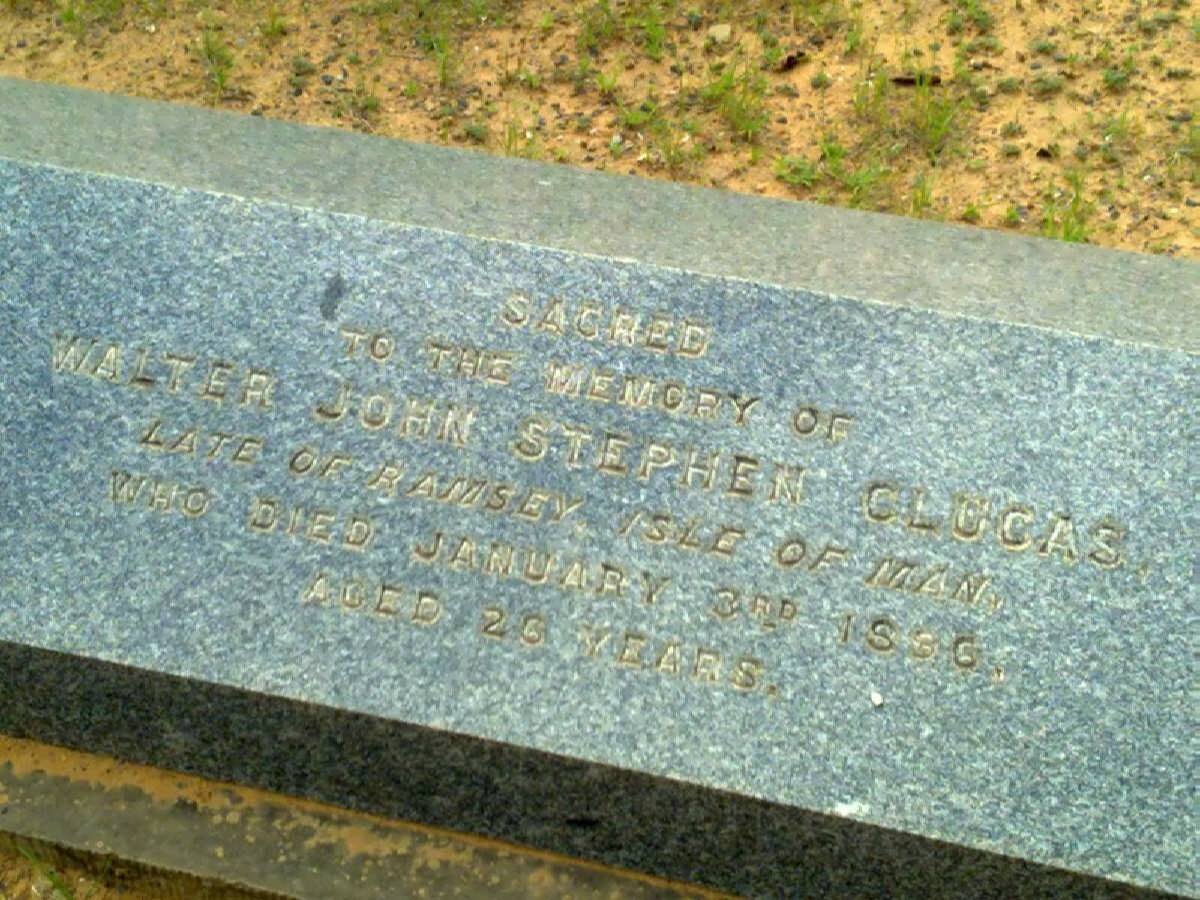 SACRED
TO THE MEMORY OF
WALTER JOHN STEPHEN CLUCAS,
LATE OF RAMSEY, ISLE OF MAN,
WHO DIED JANUARY 3RD 1896.
AGED 26 YEARS.